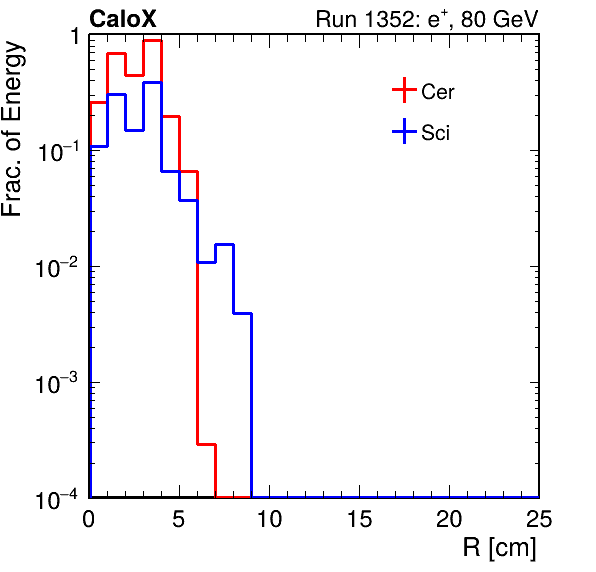 CaloX Run 1352: e⁺, 80 GeV
Frac. of Energy
1
10⁻¹
10⁻²
10⁻³
10⁻⁴
Cer
Sci
0 5 10 15 20 25
R [cm]